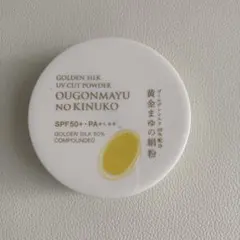 GOLDEN SILK
UV CUT POWDER
OUGONMAYU
NO KINUKO
SPF50+・PA++++
GOLDEN SILK 50%
COMPOUNDED
黄金まゆの絹粉